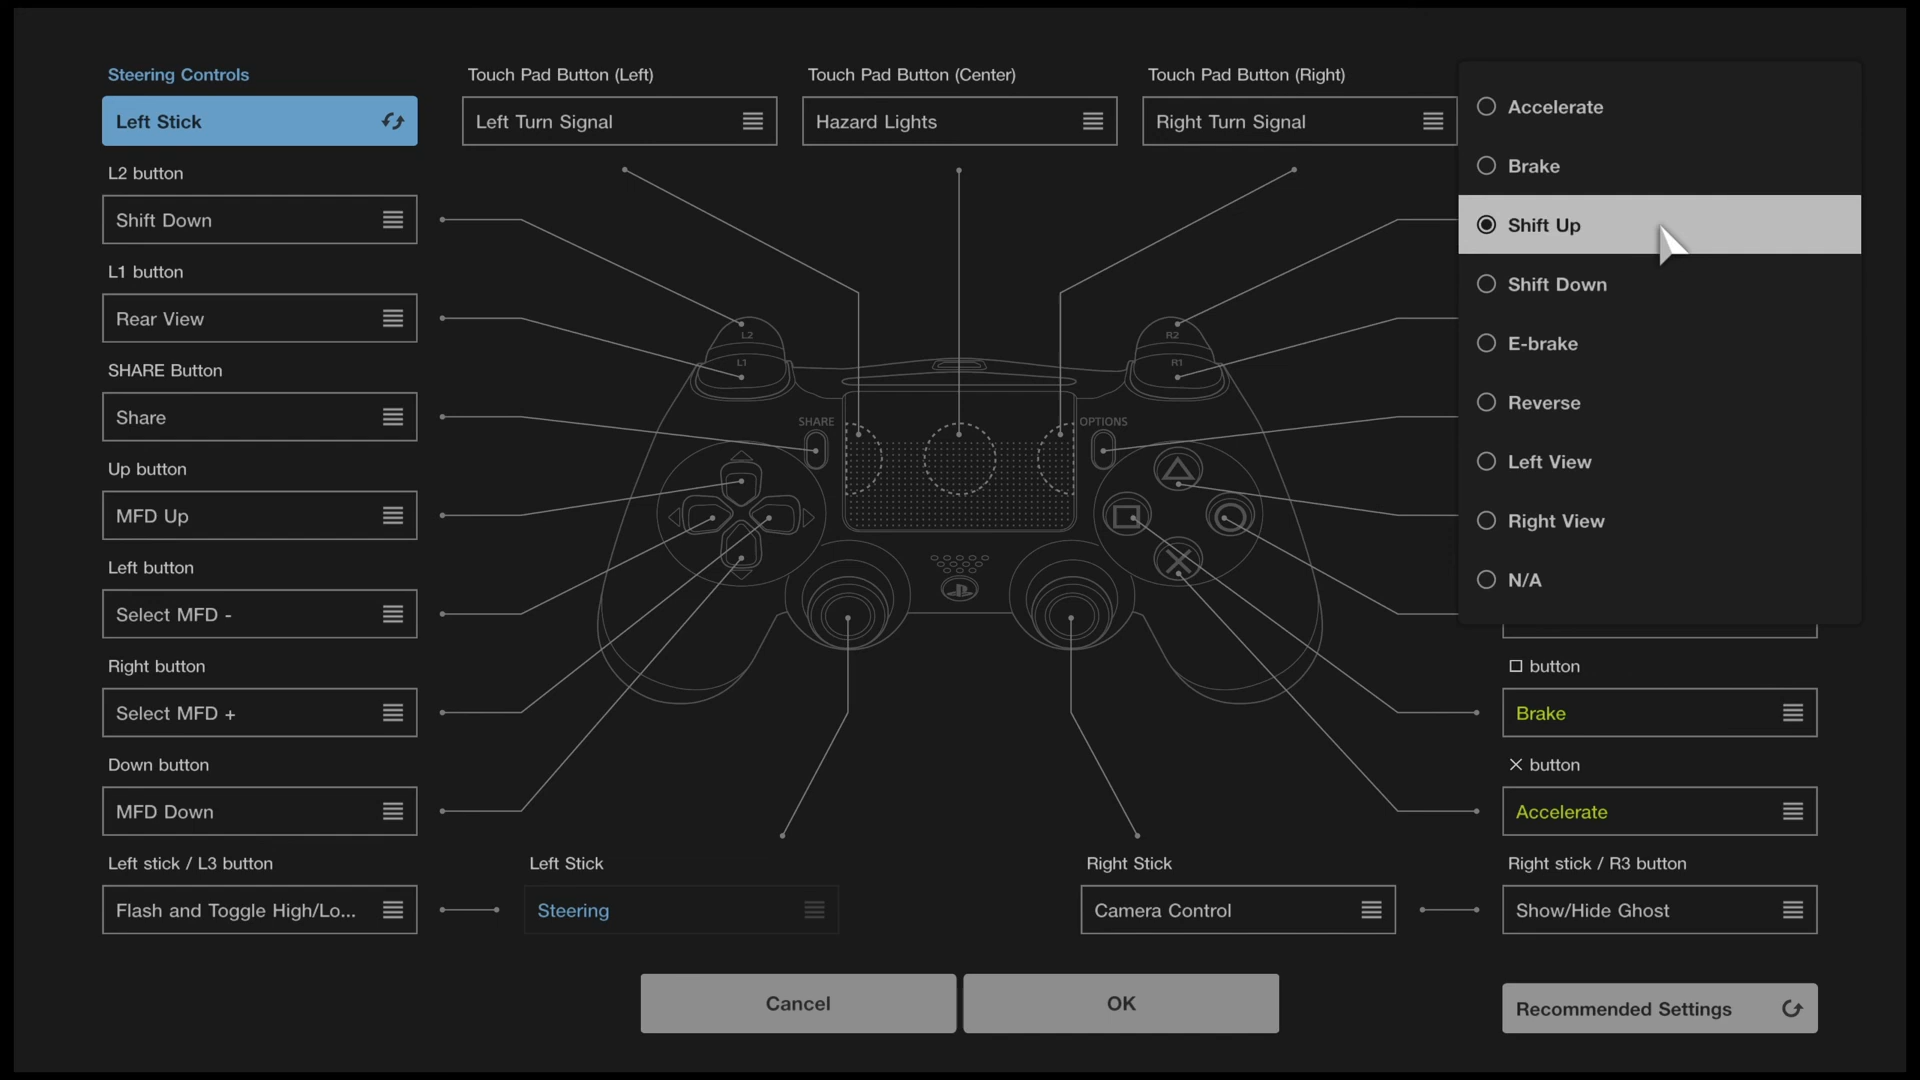 Steering Controls
Left Stick
Touch Pad Button (Left)
Left Turn Signal
Touch Pad Button (Center)
Hazard Lights
Touch Pad Button (Right)
Right Turn Signal
L2 button
Shift Down
L1 button
Rear View
SHARE Button
Share
Up button
MFD Up
Left button
Select MFD -
Right button
Select MFD +
Down button
MFD Down
Left stick / L3 button
Flash and Toggle High/Lo...
L2
L1
R2
R1
SHARE
OPTIONS
Left Stick
Steering
Right Stick
Camera Control
Accelerate
Brake
Shift Up
Shift Down
E-brake
Reverse
Left View
Right View
N/A
□ button
Brake
✕ button
Accelerate
Right stick / R3 button
Show/Hide Ghost
Cancel
OK
Recommended Settings